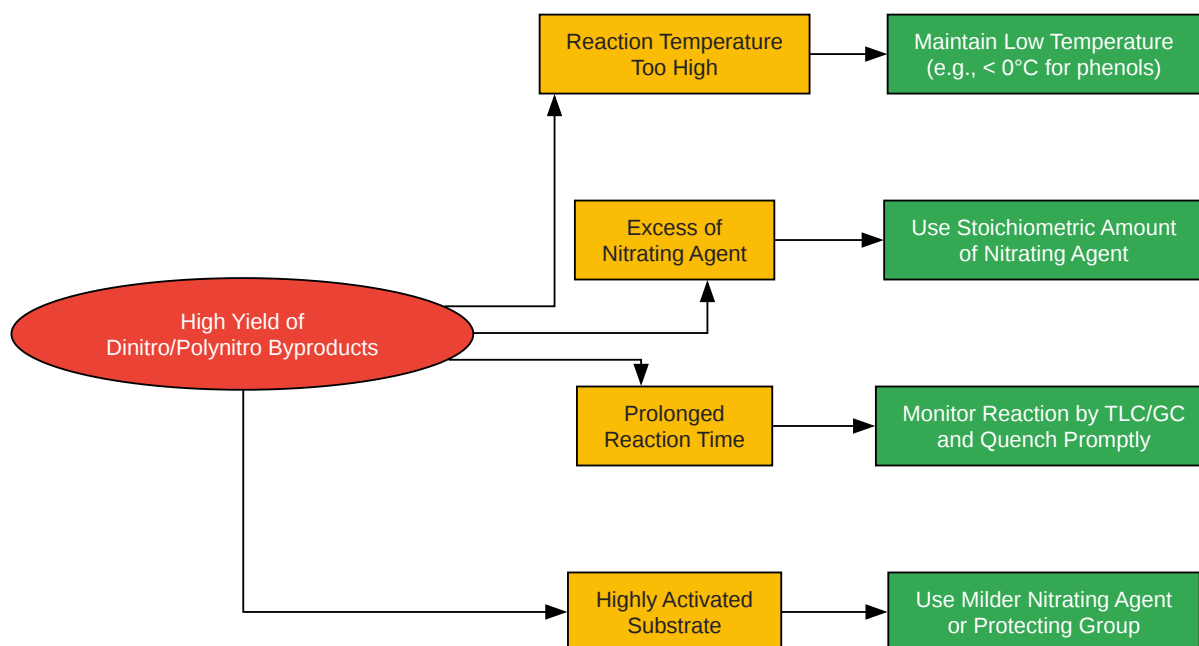 Reaction Temperature
Too High
Maintain Low Temperature
(e.g., < 0°C for phenols)
Excess of
Nitrating Agent
Use Stoichiometric Amount
of Nitrating Agent
High Yield of
Dinitro/Polynitro Byproducts
Prolonged
Reaction Time
Monitor Reaction by TLC/GC
and Quench Promptly
Highly Activated
Substrate
Use Milder Nitrating Agent
or Protecting Group